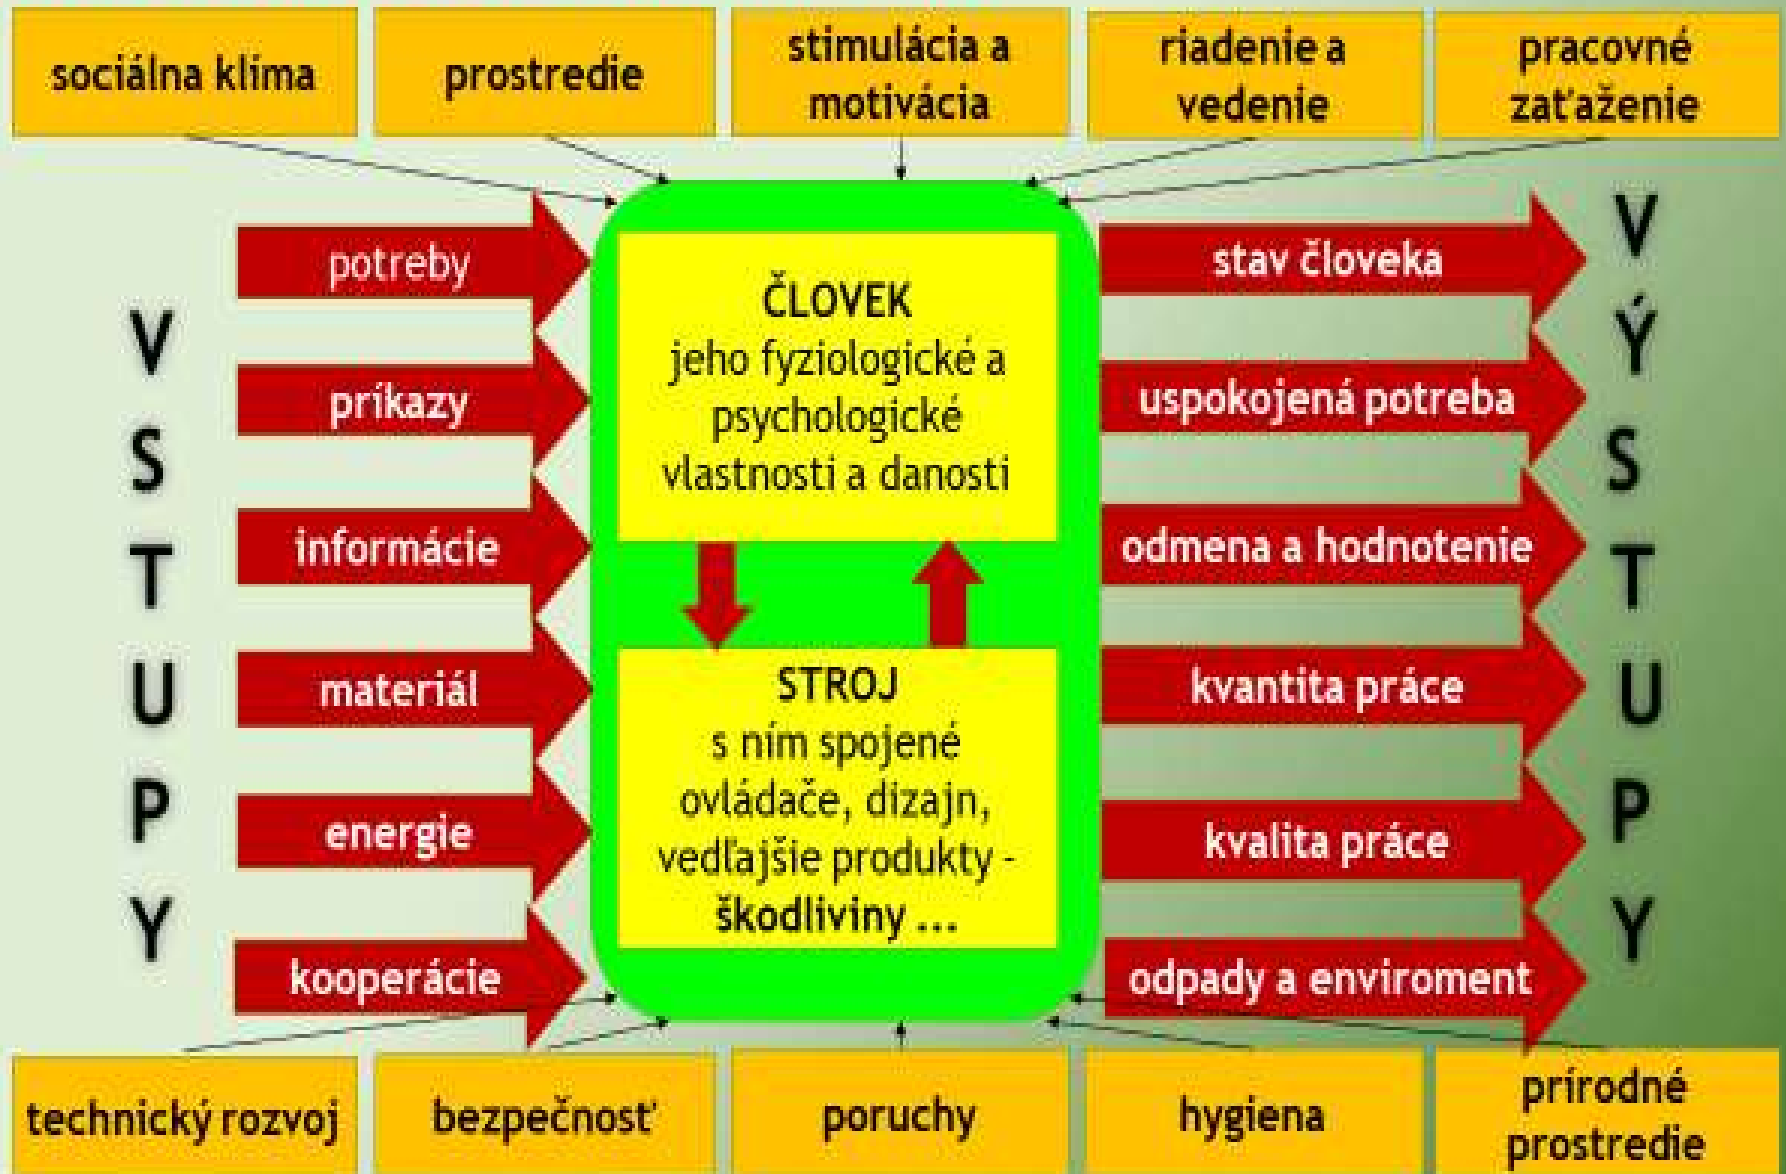 sociálna klíma
prostredie
stimulácia a
motivácia
riadenie a
vedenie
pracovné
zaťaženie
VSTUPY
potreby
príkazy
informácie
materiál
energie
kooperácie
ČLOVEK
jeho fyziologické a
psychologické
vlastnosti a danosti
STROJ
s ním spojené
ovládače, dizajn,
vedľajšie produkty -
škodliviny ...
stav človeka
uspokojená potreba
odmena a hodnotenie
kvantita práce
kvalita práce
odpady a enviroment
VÝSTUPY
technický rozvoj
bezpečnosť
poruchy
hygiena
prírodné
prostredie